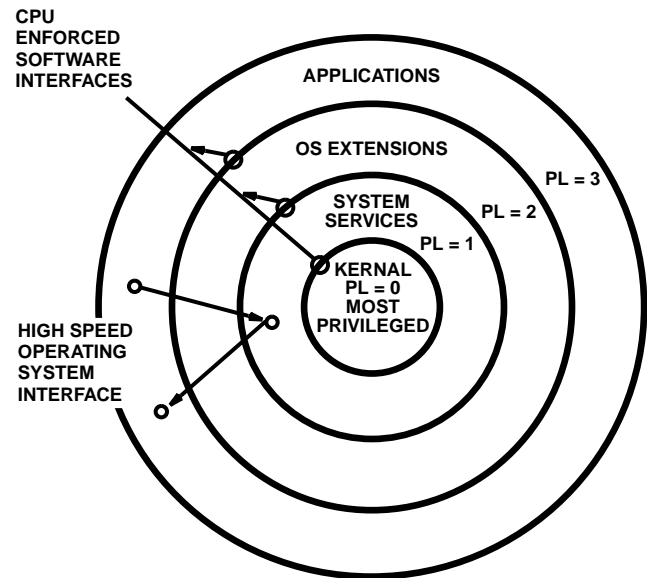 CPU
ENFORCED
SOFTWARE
INTERFACES
APPLICATIONS
OS EXTENSIONS
PL = 3
SYSTEM
SERVICES
PL = 2
PL = 1
KERNAL
PL = 0
MOST
PRIVILEGED
HIGH SPEED
OPERATING
SYSTEM
INTERFACE